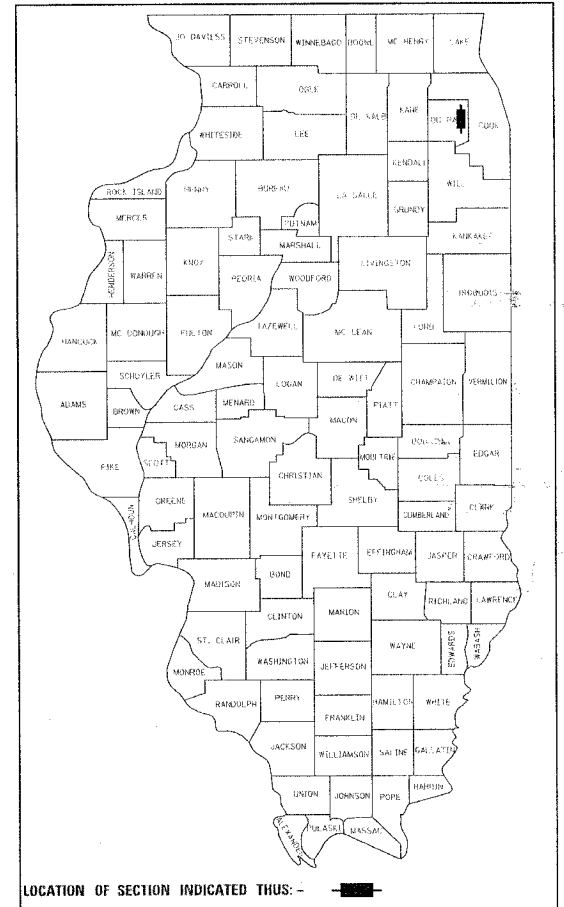 JO DAVIESS STEVENSON WINNEBAGO BOONE MC HENRY LAKE
CARROLL OGLE
DE KALB KANE COOK
WHITESIDE LEE
KENDALL
ROCK ISLAND HENRY BUREAU LA SALLE WILL
GRUNDY
MERCER PUTNAM
STARK MARSHALL KANKAKEE
HENDERSON WARREN KNOX PEORIA WOODFORD LIVINGSTON IROQUOIS
HANCOCK MC DONOUGH FULTON TAZEWELL MC LEAN FORD
MASON
SCHUYLER LOGAN DE WITT CHAMPAIGN VERMILION
ADAMS BROWN CASS MENARD MACON PIATT
MORGAN SANGAMON DOUGLAS
PIKE SCOTT CHRISTIAN MOULTRIE COLES EDGAR
CALHOUN GREENE MACOUPIN MONTGOMERY SHELBY CUMBERLAND CLARK
JERSEY FAYETTE EFFINGHAM JASPER CRAWFORD
MADISON BOND
CLAY RICHLAND LAWRENCE
CLINTON MARION
ST. CLAIR WAYNE EDWARDS WABASH
WASHINGTON JEFFERSON
MONROE
RANDOLPH PERRY HAMILTON WHITE
FRANKLIN
JACKSON WILLIAMSON SALINE GALLATIN
UNION JOHNSON POPE HARDIN
ALEXANDER PULASKI MASSAC
LOCATION OF SECTION INDICATED THUS: -